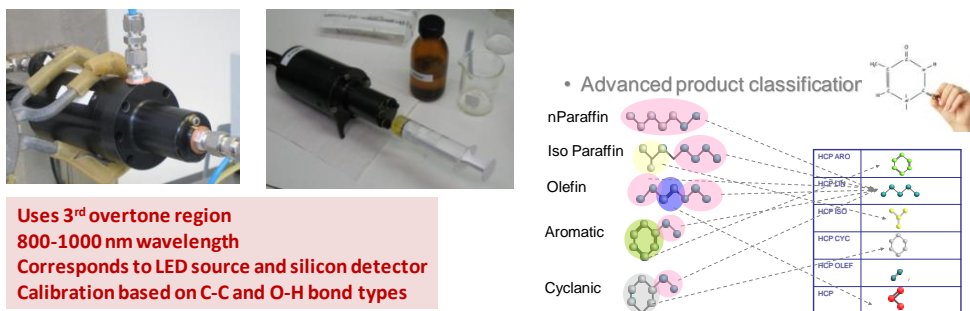 Uses 3rd overtone region
800-1000 nm wavelength
Corresponds to LED source and silicon detector
Calibration based on C-C and O-H bond types
• Advanced product classification
nParaffin
Iso Paraffin
Olefin
Aromatic
Cyclanic
HCP ARO
HCP LIN
HCP ISO
HCP CYC
HCP OLEF
HCP